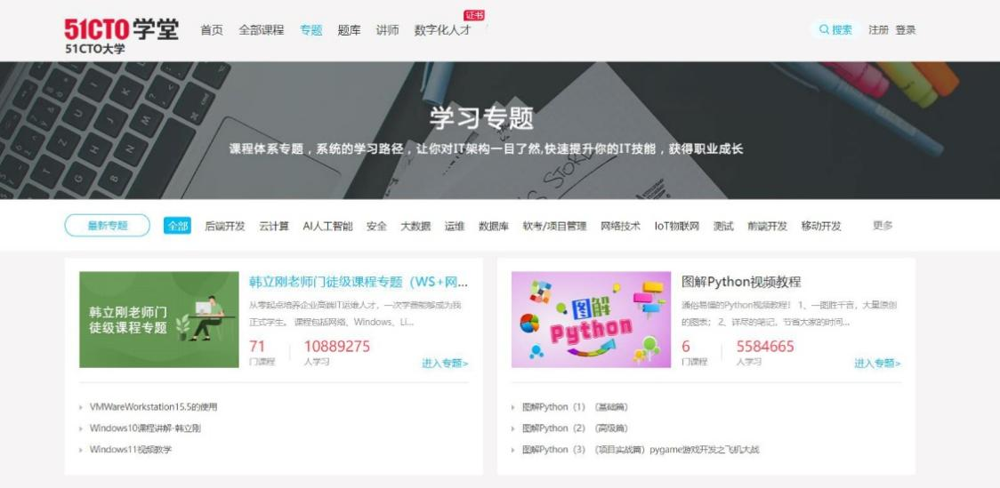 51CTO学堂
51CTO大学
首页 全部课程 专题 题库 讲师 数字化人才 证书
搜索 注册 登录
学习专题
课程体系专题，系统的学习路径，让你对IT架构一目了然,快速提升你的IT技能，获得职业成长
STOR
最新专题 全部 后端开发 云计算 AI人工智能 安全 大数据 运维 数据库 软考/项目管理 网络技术 IoT物联网 测试 前端开发 移动开发 更多
韩立刚老师门
徒级课程专题
韩立刚老师门徒级课程专题（WS+网...
从零起点培养企业高端IT运维人才，一次学普能够成为我
正式学生。 课程包括网络、Windows、Li...
71 10889275
门课程 人学习
进入专题>
VMWareWorkstation15.5的使用
Windows10课程讲解-韩立刚
Windows11视频教学
图解
Python
图解Python视频教程
通俗易懂的Python视频教程！ 1、一图胜千言，大量原创
的图表； 2、详尽的笔记，节省大家的时间...
6 5584665
门课程 人学习
进入专题>
图解Python（1）（基础篇）
图解Python（2）（高级篇）
图解Python（3）（项目实战篇）pygame游戏开发之飞机大战